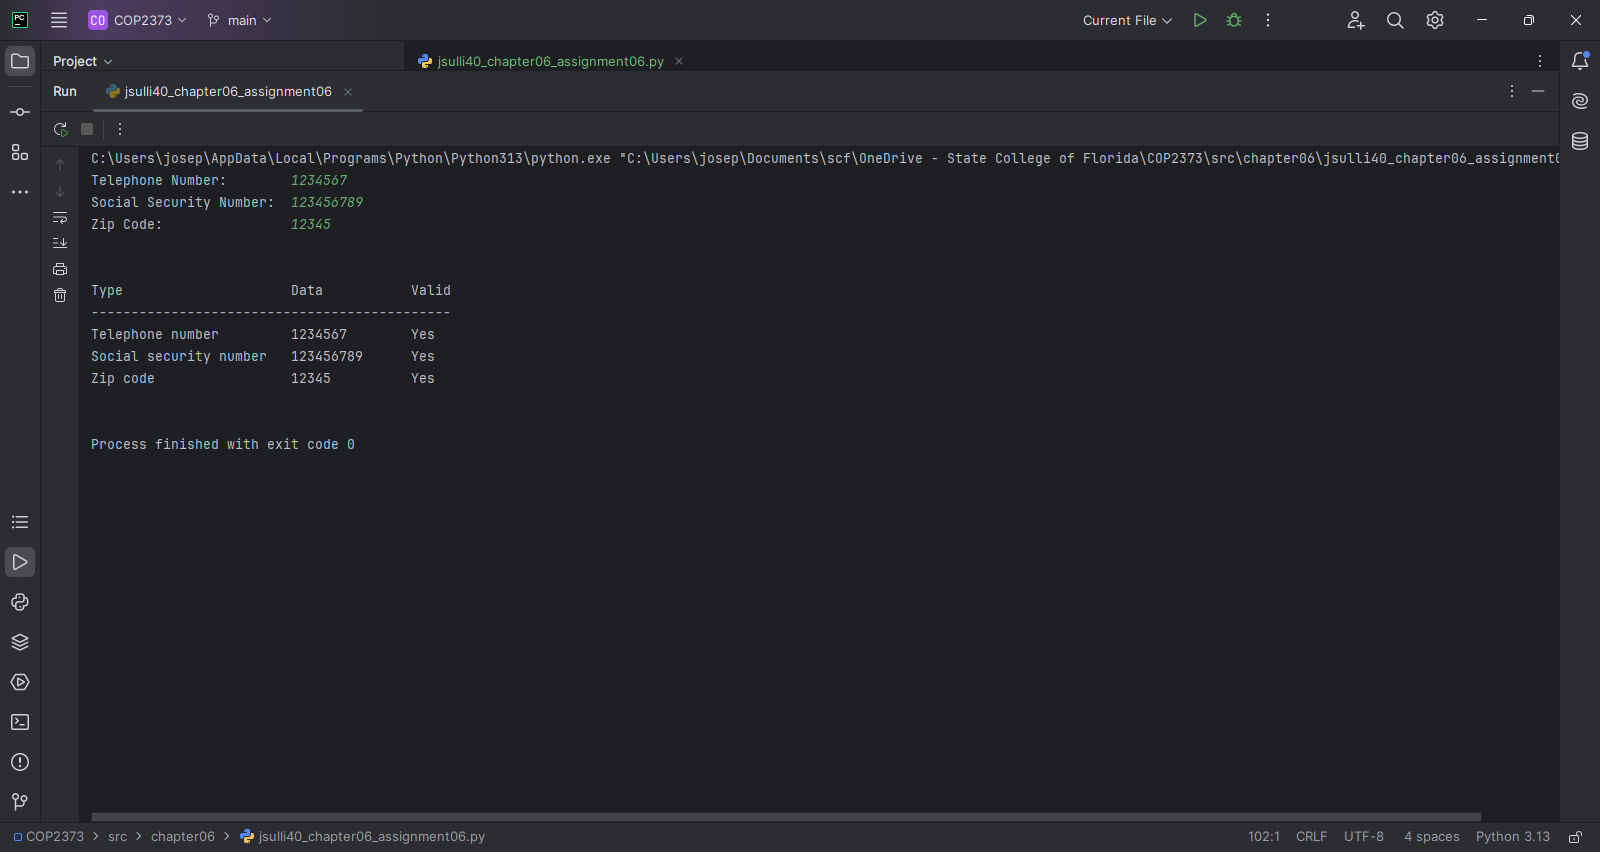 PC
CO COP2373 main Current File
Project jsulli40_chapter06_assignment06.py
Run jsulli40_chapter06_assignment06
C:\Users\josep\AppData\Local\Programs\Python\Python313\python.exe "C:\Users\josep\Documents\scf\OneDrive - State College of Florida\COP2373\src\chapter06\jsulli40_chapter06_assignment0
Telephone Number: 1234567
Social Security Number: 123456789
Zip Code: 12345
Type Data Valid
---------------------------------------------
Telephone number 1234567 Yes
Social security number 123456789 Yes
Zip code 12345 Yes
Process finished with exit code 0
COP2373 > src > chapter06 > jsulli40_chapter06_assignment06.py 102:1 CRLF UTF-8 4 spaces Python 3.13